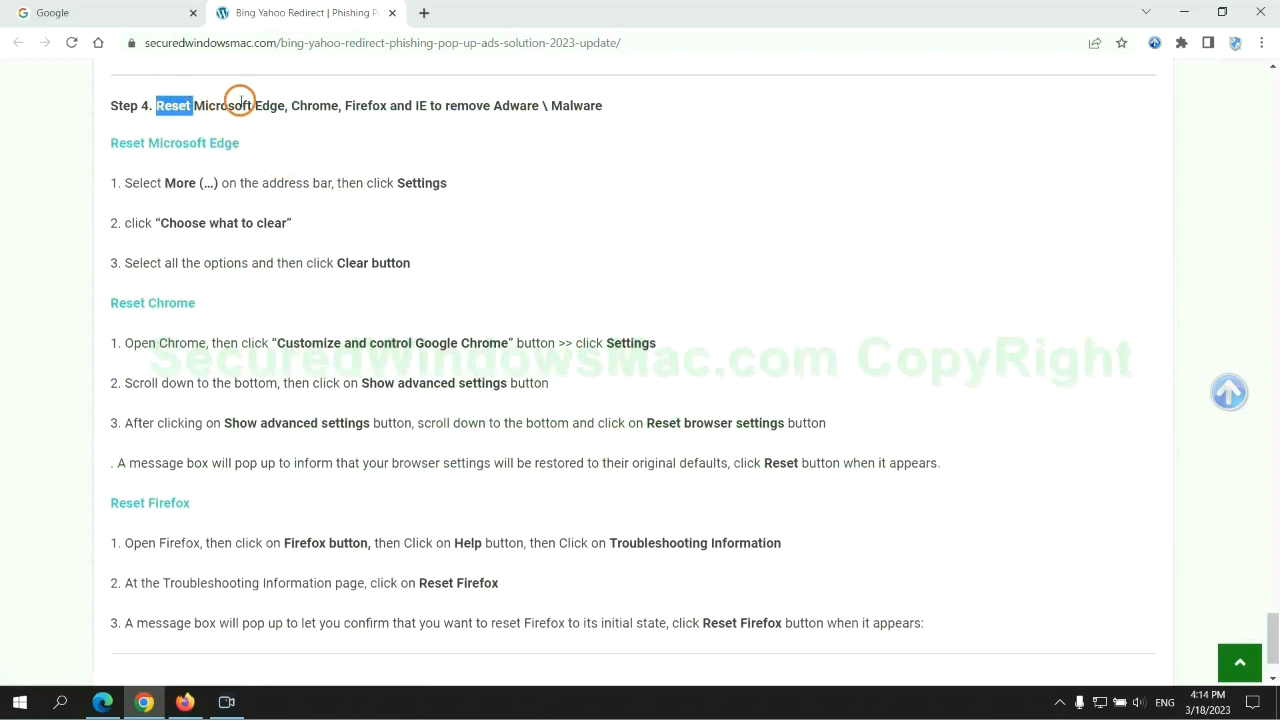 Google
Bing Yahoo Redirect | Phishing P
securedwindowsmac.com/bing-yahoo-redirect-phishing-pop-up-ads-solution-2023-update/
Step 4. Reset Microsoft Edge, Chrome, Firefox and IE to remove Adware \ Malware
Reset Microsoft Edge
1. Select More (…) on the address bar, then click Settings
2. click “Choose what to clear”
3. Select all the options and then click Clear button
Reset Chrome
1. Open Chrome, then click “Customize and control Google Chrome” button >> click Settings
SecuredWindowsMac.com CopyRight
2. Scroll down to the bottom, then click on Show advanced settings button
3. After clicking on Show advanced settings button, scroll down to the bottom and click on Reset browser settings button
. A message box will pop up to inform that your browser settings will be restored to their original defaults, click Reset button when it appears.
Reset Firefox
1. Open Firefox, then click on Firefox button, then Click on Help button, then Click on Troubleshooting Information
2. At the Troubleshooting Information page, click on Reset Firefox
3. A message box will pop up to let you confirm that you want to reset Firefox to its initial state, click Reset Firefox button when it appears:
ENG
4:14 PM
3/18/2023